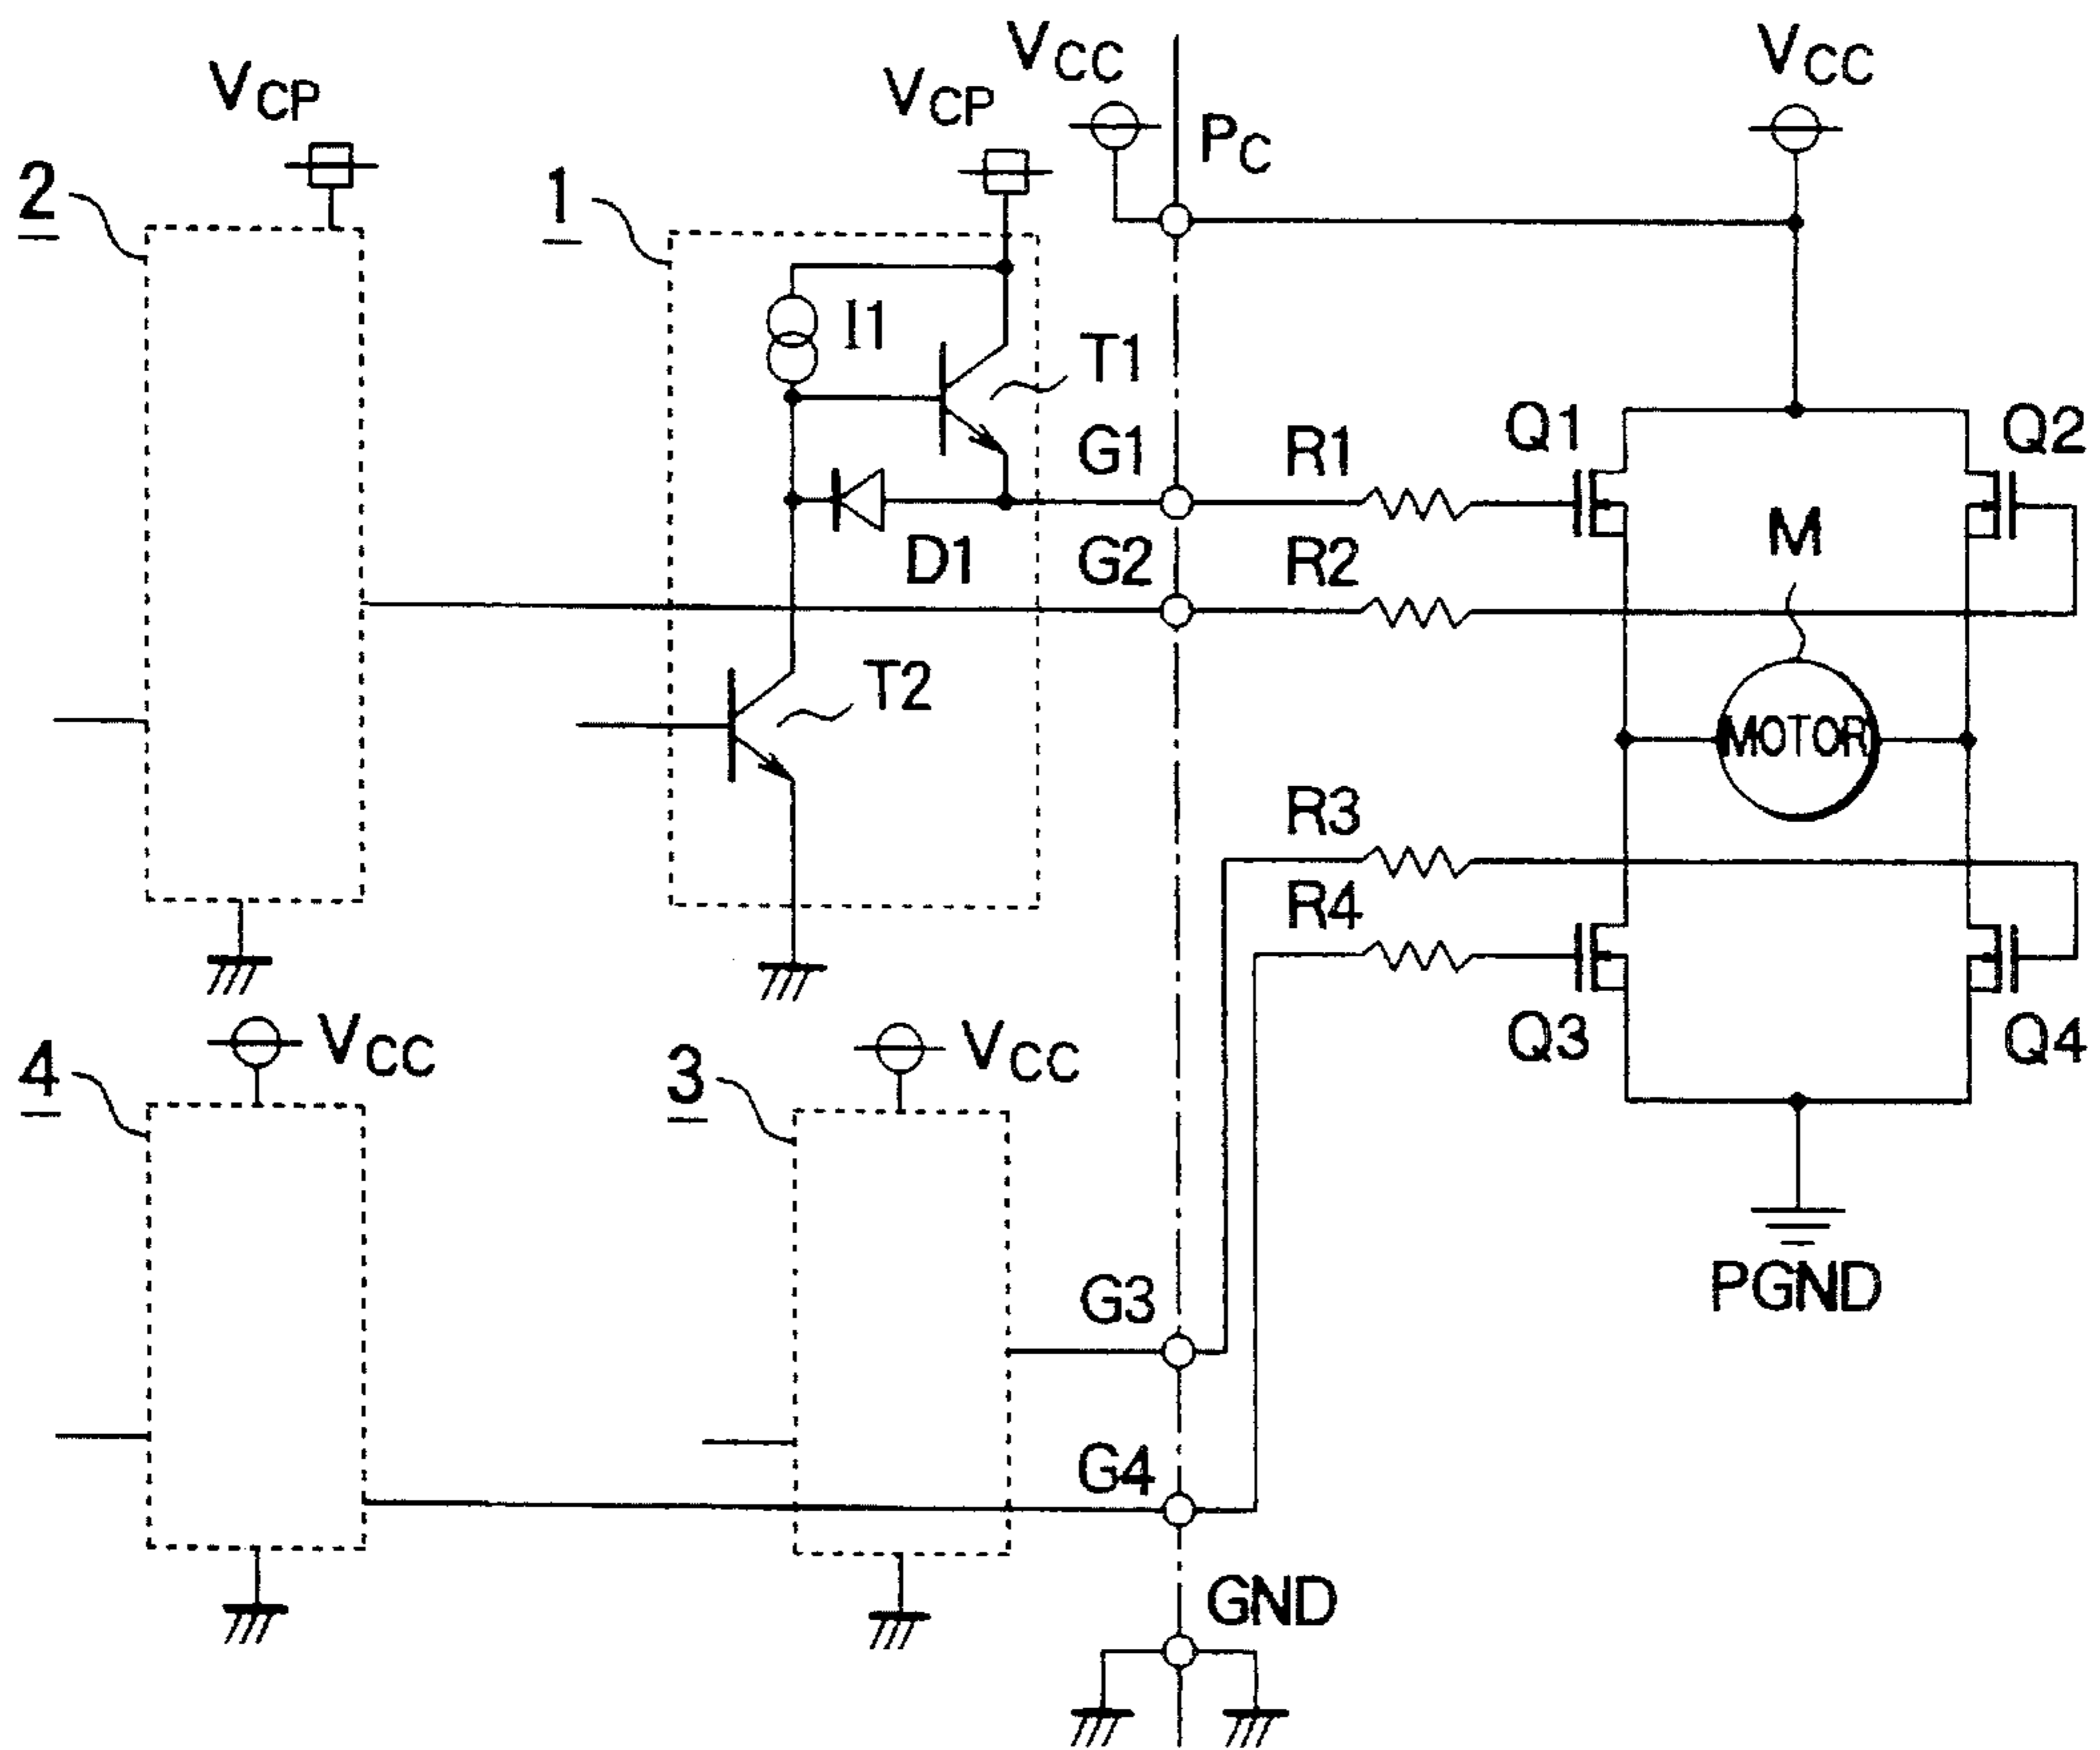 VCC
VCC
VCP
VCP
PC
2
1
I1
T1
G1
R1
Q1
Q2
M
D1
G2
R2
T2
MOTOR
R3
R4
Q3
Q4
4
VCC
3
VCC
PGND
G3
G4
GND